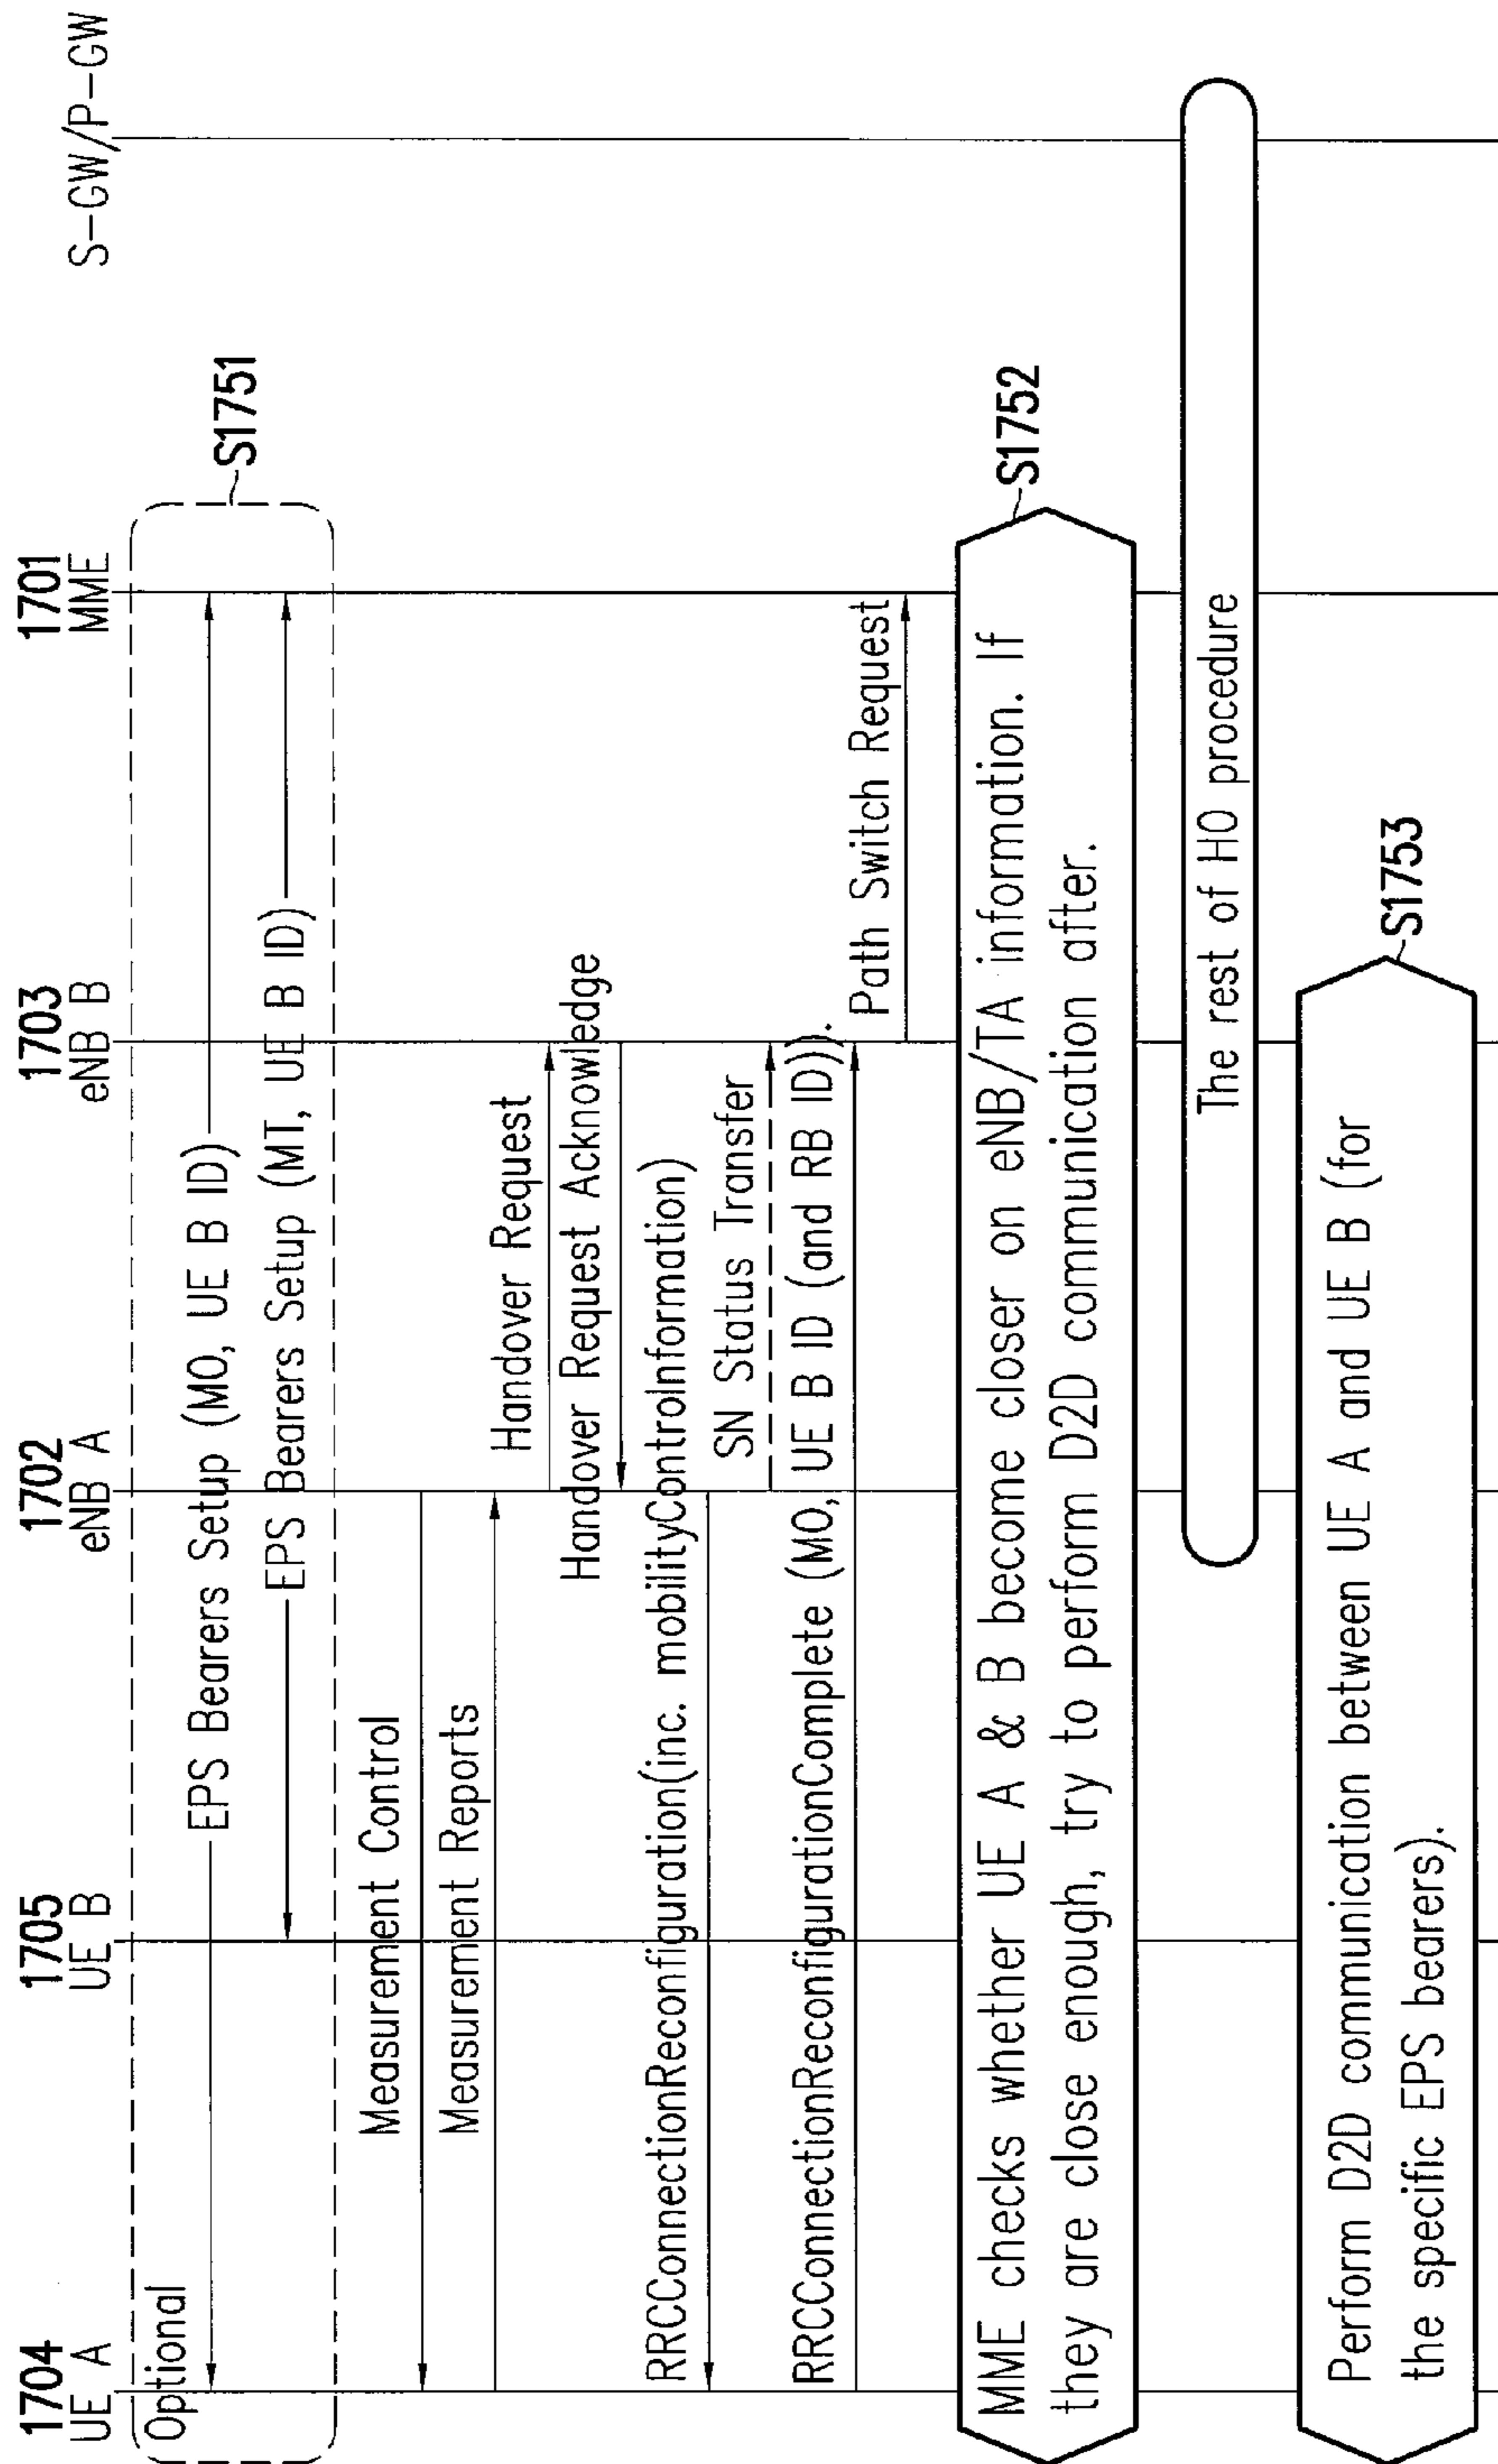 1704
UE A
1705
UE B
1702
eNB A
1703
eNB B
1701
MME
S-GW/P-GW
Optional
EPS Bearers Setup (MO, UE B ID)
EPS Bearers Setup (MT, UE B ID)
S1751
Measurement Control
Measurement Reports
Handover Request
Handover Request Acknowledge
RRCConnectionReconfiguration(inc. mobilityControlnformation)
SN Status Transfer
RRCConnectionReconfigurationComplete (MO, UE B ID (and RB ID)).
Path Switch Request
MME checks whether UE A & B become closer on eNB/TA information. If
they are close enough, try to perform D2D communication after.
S1752
The rest of HO procedure
Perform D2D communication between UE A and UE B (for
the specific EPS bearers).
S1753